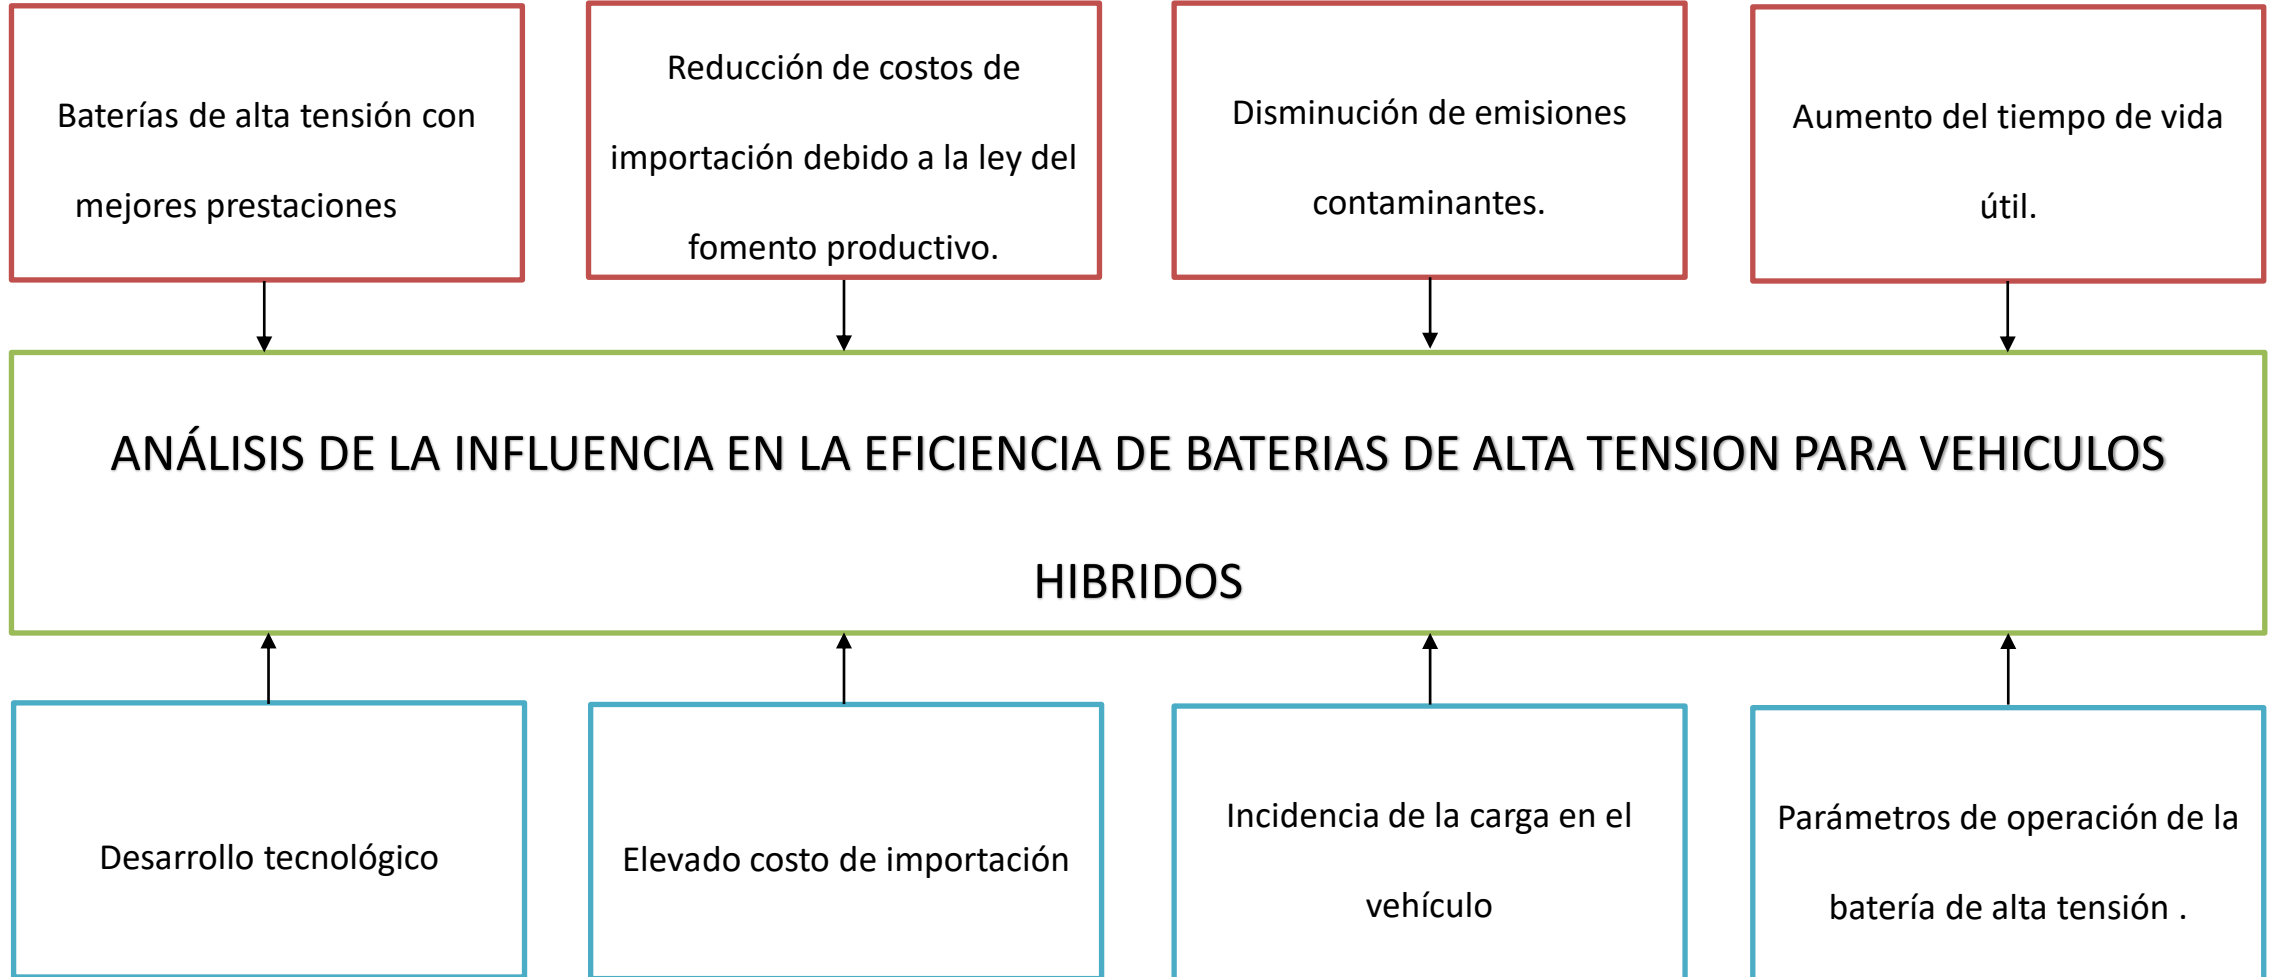 Baterías de alta tensión con
mejores prestaciones
Reducción de costos de
importación debido a la ley del
fomento productivo.
Disminución de emisiones
contaminantes.
Aumento del tiempo de vida
útil.
ANÁLISIS DE LA INFLUENCIA EN LA EFICIENCIA DE BATERIAS DE ALTA TENSION PARA VEHICULOS
HIBRIDOS
Desarrollo tecnológico
Elevado costo de importación
Incidencia de la carga en el
vehículo
Parámetros de operación de la
batería de alta tensión .